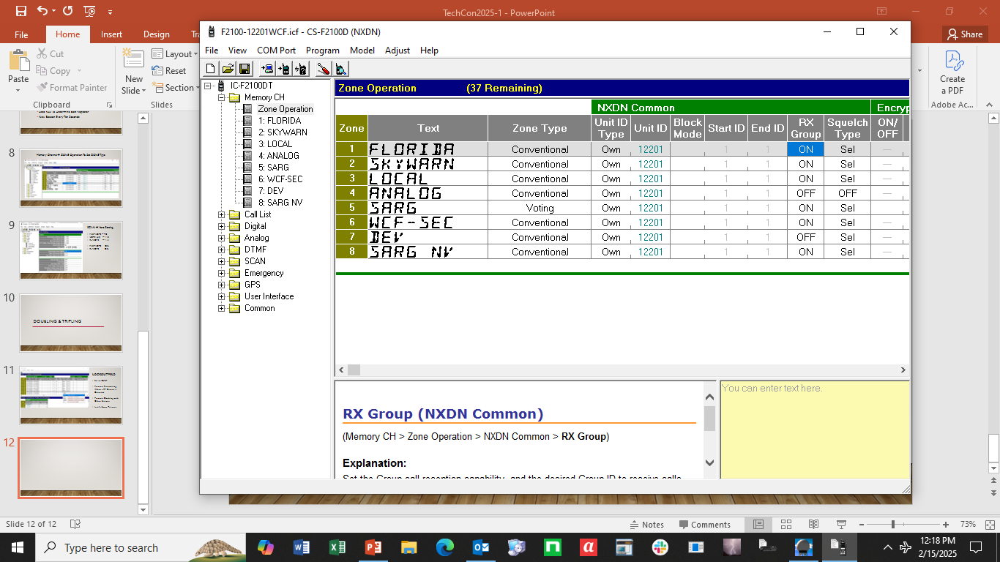 TechCon2025-1 - PowerPoint
File Home Insert Design Tra
Share
Paste
Cut
Copy
Format Painter
Clipboard
New Slide
Layout
Reset
Section
Slides
Create a PDF
Adobe Ac...
F2100-12201WCF.icf - CS-F2100D (NXDN)
File View COM Port Program Model Adjust Help
IC-F2100DT
Memory CH
Zone Operation
1: FLORIDA
2: SKYWARN
3: LOCAL
4: ANALOG
5: SARG
6: WCF-SEC
7: DEV
8: SARG NV
Call List
Digital
Analog
DTMF
SCAN
Emergency
GPS
User Interface
Common
Zone Operation (37 Remaining)
NXDN Common Encryp
Zone Text Zone Type Unit ID Type Unit ID Block Mode Start ID End ID RX Group Squelch Type ON/ OFF
1 FLORIDA Conventional Own 12201 1 1 ON Sel —
2 SKYWARN Conventional Own 12201 1 1 ON Sel —
3 LOCAL Conventional Own 12201 1 1 ON Sel —
4 ANALOG Conventional Own 12201 1 1 OFF OFF —
5 SARG Voting Own 12201 1 1 ON Sel —
6 WCF-SEC Conventional Own 12201 1 1 ON Sel —
7 DEV Conventional Own 12201 1 1 OFF Sel —
8 SARG NV Conventional Own 12201 1 1 ON Sel —
RX Group (NXDN Common)
(Memory CH > Zone Operation > NXDN Common > RX Group)
Explanation:
Set the Group call reception capability, and the desired Group ID to receive calls
You can enter text here.
8
9
10
DOUBLING & TRIPLING
11
12
Slide 12 of 12
Notes
Comments
73%
Type here to search
12:18 PM
2/15/2025